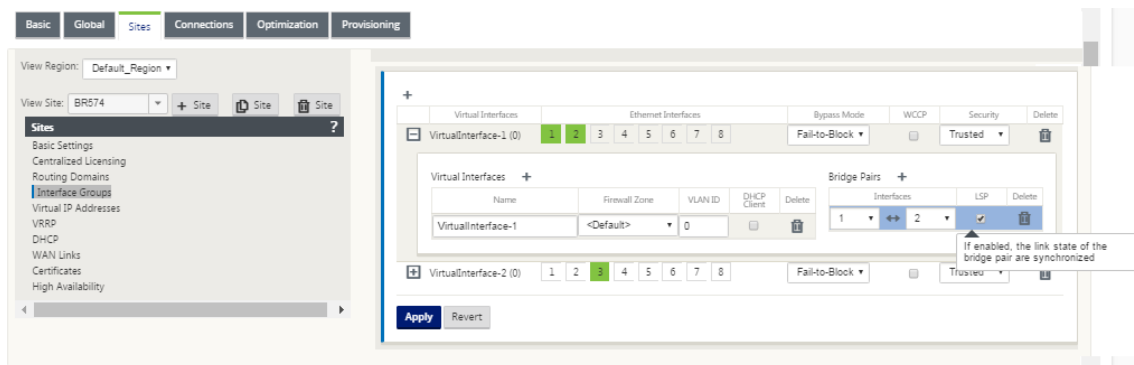 Basic Global Sites Connections Optimization Provisioning
View Region: Default_Region
View Site: BR574 + Site Site Site
Sites ?
Basic Settings
Centralized Licensing
Routing Domains
Interface Groups
Virtual IP Addresses
VRRP
DHCP
WAN Links
Certificates
High Availability
+
Virtual Interfaces Ethernet Interfaces Bypass Mode WCCP Security Delete
VirtualInterface-1 (0) 1 2 3 4 5 6 7 8 Fail-to-Block Trusted
Virtual Interfaces + Bridge Pairs +
Name Firewall Zone VLAN ID DHCP Client Delete Interfaces LSP Delete
VirtualInterface-1 <Default> 0 1 2
If enabled, the link state of the
bridge pair are synchronized
VirtualInterface-2 (0) 1 2 3 4 5 6 7 8 Fail-to-Block Trusted
Apply Revert